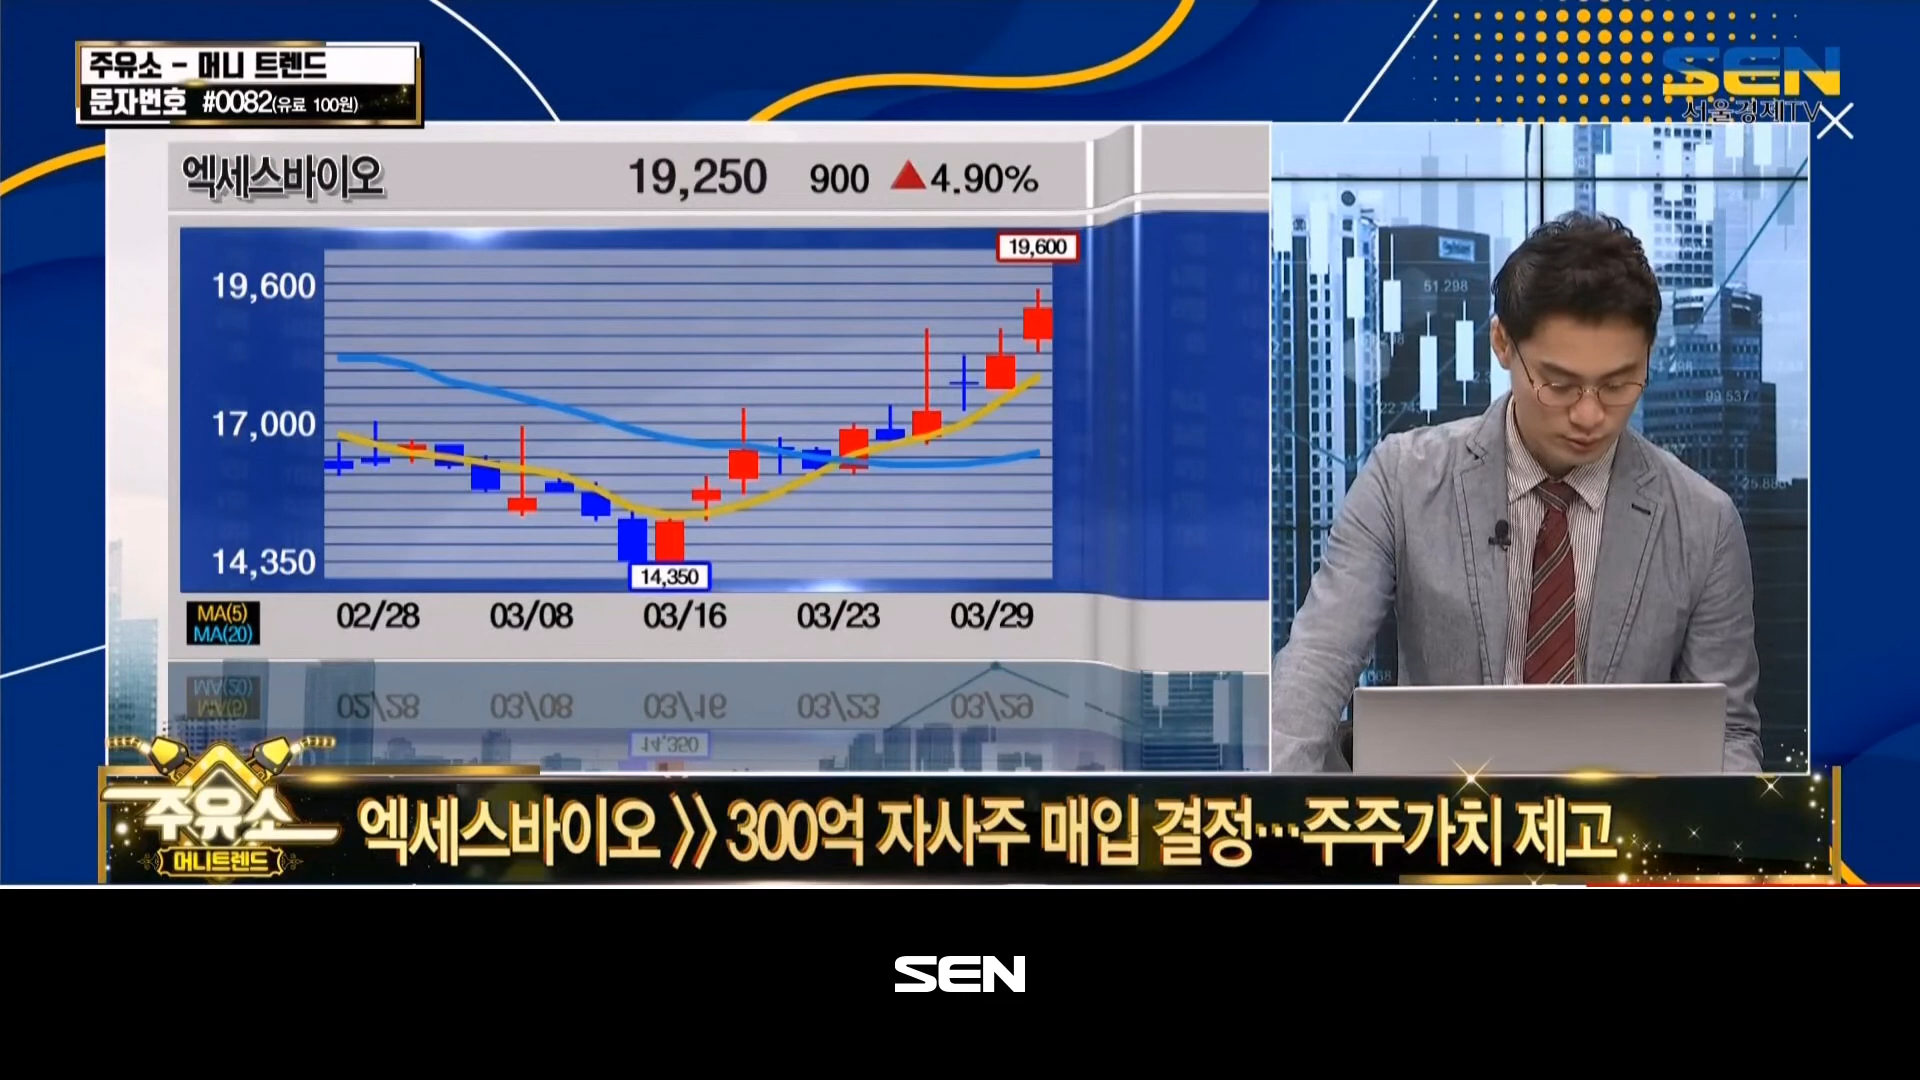 주유소 - 머니 트렌드
문자번호 #0082(유료 100원)
SEN
서울경제TV
엑세스바이오 19,250 900 ▲4.90%
19,600
19,600
17,000
14,350
14,350
MA(5)
MA(20)
02/28 03/08 03/16 03/23 03/29
51.298
99.537
주유소
머니트렌드
엑세스바이오 >> 300억 자사주 매입 결정…주주가치 제고
SEN